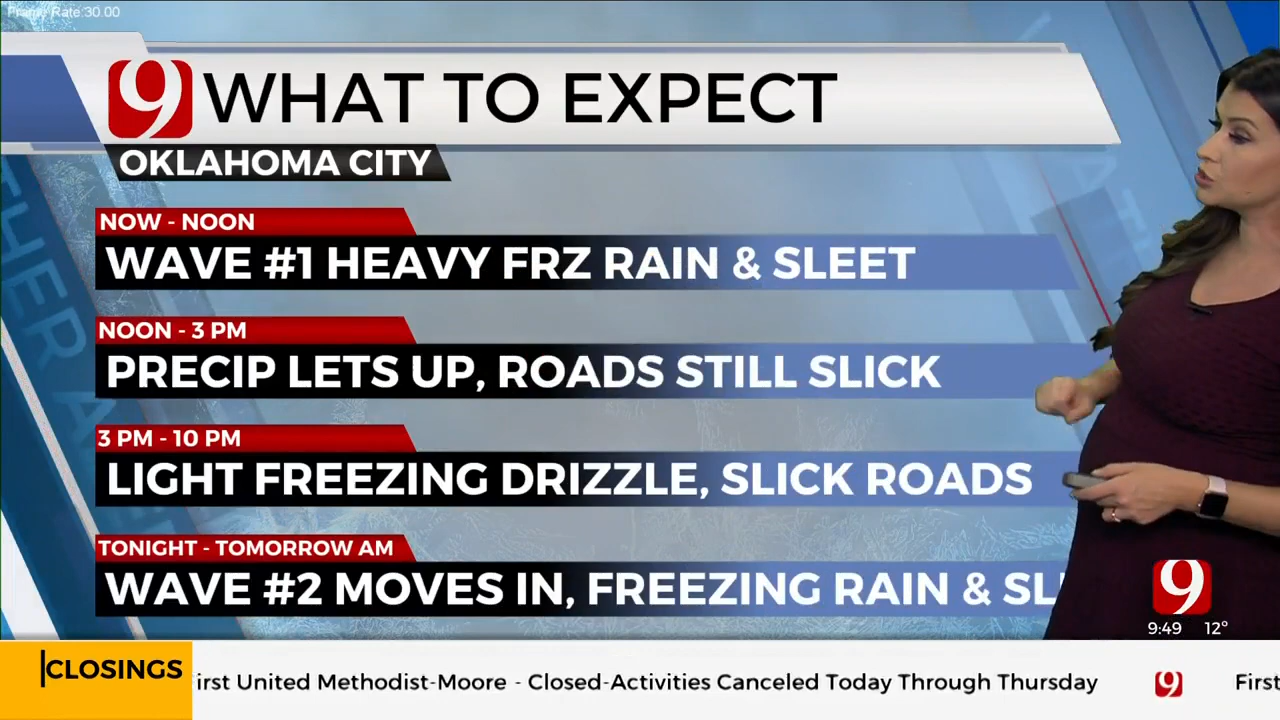 Frame Rate:30.00
9 WHAT TO EXPECT
OKLAHOMA CITY
NOW - NOON
WAVE #1 HEAVY FRZ RAIN & SLEET
NOON - 3 PM
PRECIP LETS UP, ROADS STILL SLICK
3 PM - 10 PM
LIGHT FREEZING DRIZZLE, SLICK ROADS
TONIGHT - TOMORROW AM
WAVE #2 MOVES IN, FREEZING RAIN & SL
9
9:49 12°
CLOSINGS
irst United Methodist-Moore - Closed-Activities Canceled Today Through Thursday 9 First